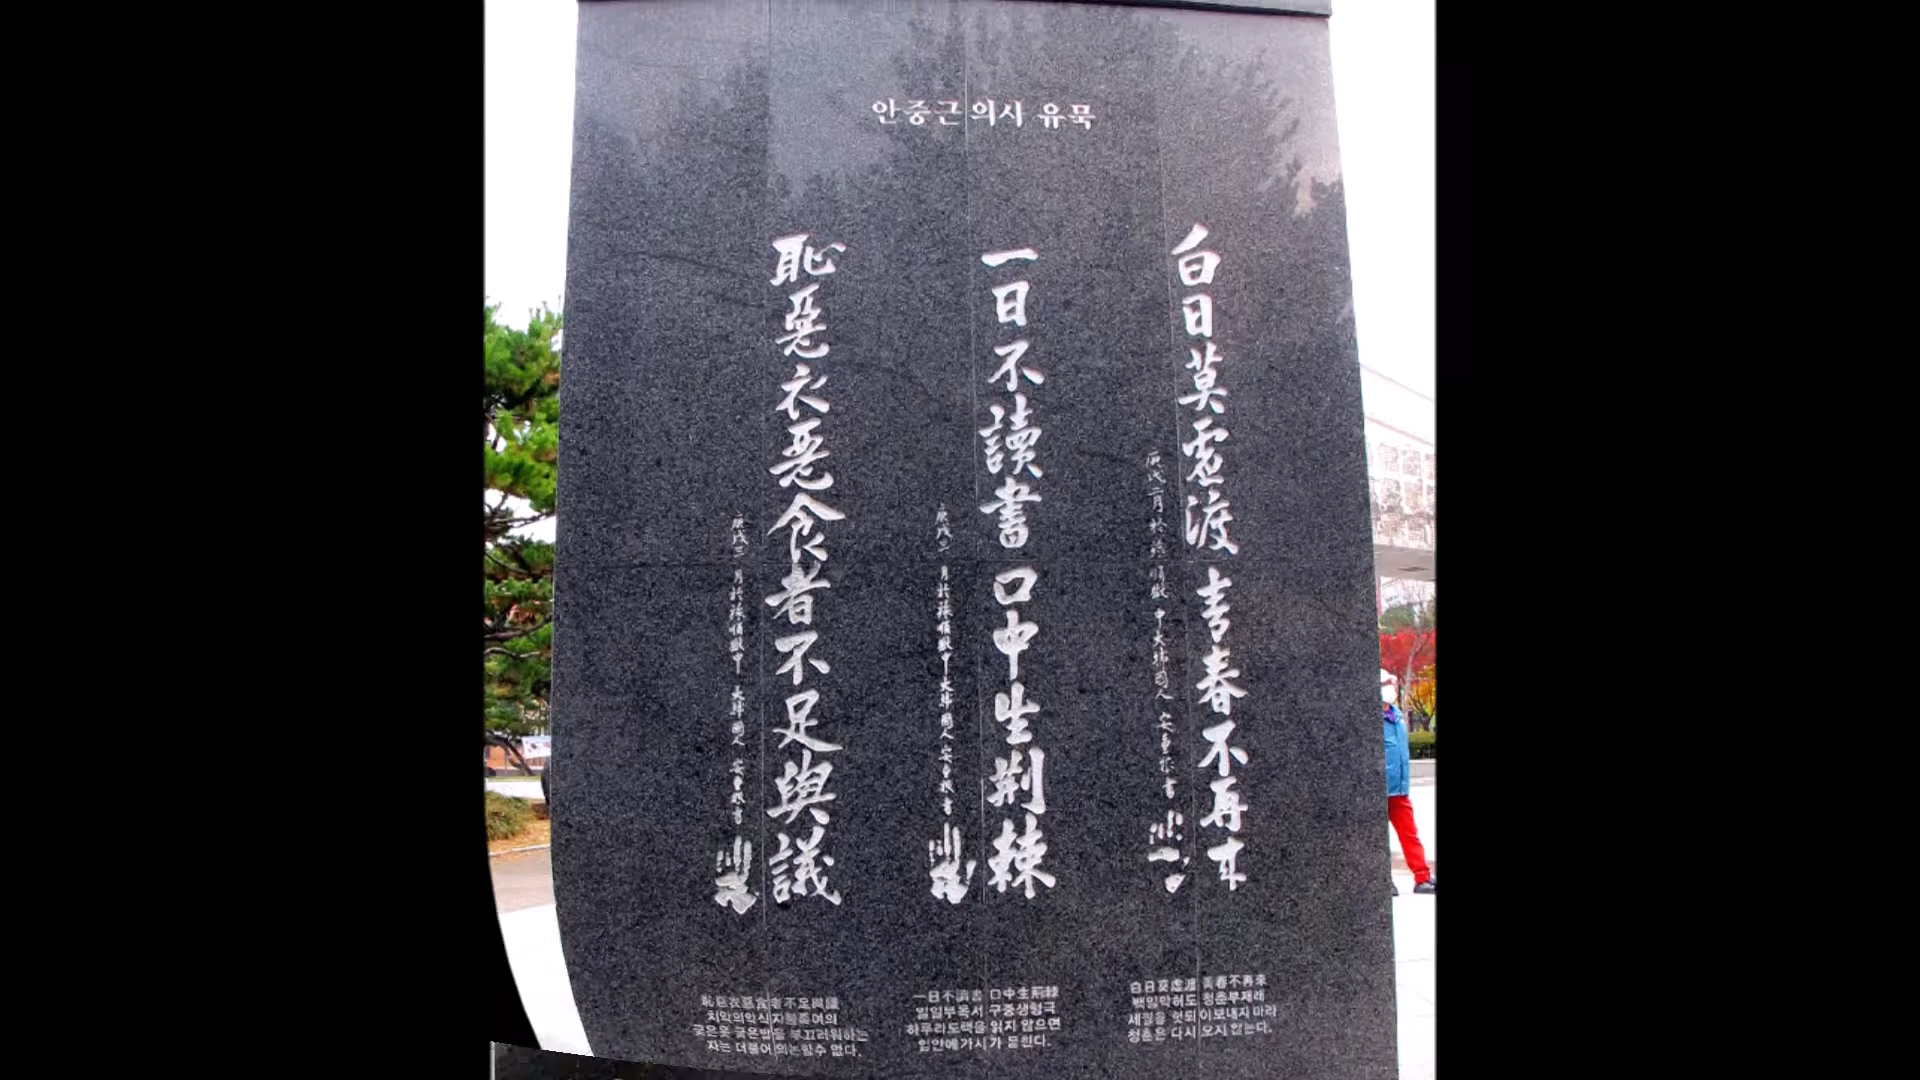 안중근 의사 유묵
白日莫虛渡 靑春不再來
庚戌二月 於旅順獄中 大韓國人 安重根 書
一日不讀書 口中生荊棘
庚戌三月 於旅順獄中 大韓國人 安重根 書
恥惡衣惡食者不足與議
庚戌三月 於旅順獄中 大韓國人 安重根 書
恥惡衣惡食者不足與議
치악의악식자불족여의
궂은옷 궂은밥을 부끄러워하는
자는 더불어 의논할수 없다.
一日不讀書 口中生荊棘
일일부독서 구중생형극
하루라도책을 읽지 않으면
입안에가시가 돋힌다.
白日莫虛渡 靑春不再來
백일막허도 청춘부재래
세월을 헛되이보내지마라
청춘은 다시 오지 않는다.